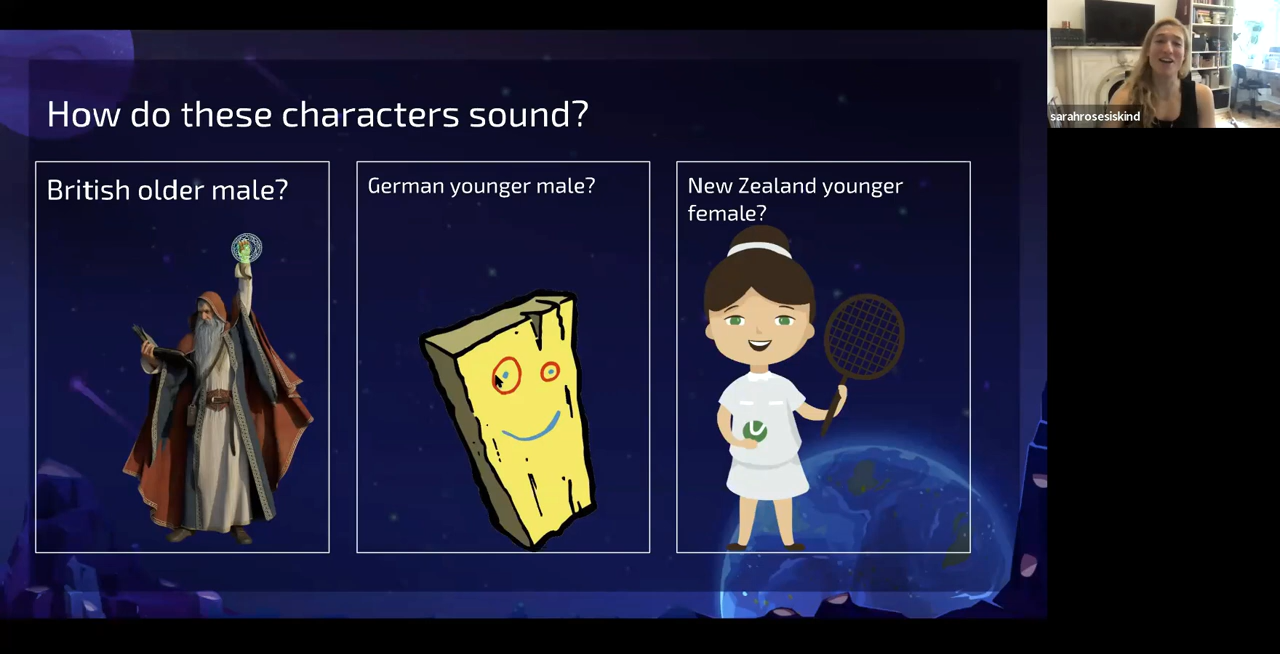 How do these characters sound?
British older male?
German younger male?
New Zealand younger
female?
sarahrosesiskind